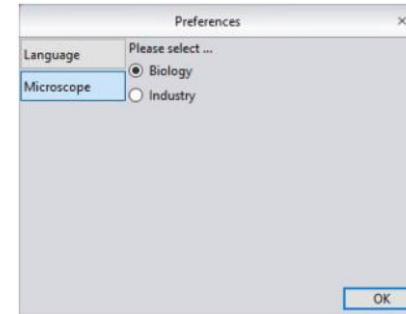 Preferences
×
Language
Microscope
Please select ...
Biology
Industry
OK